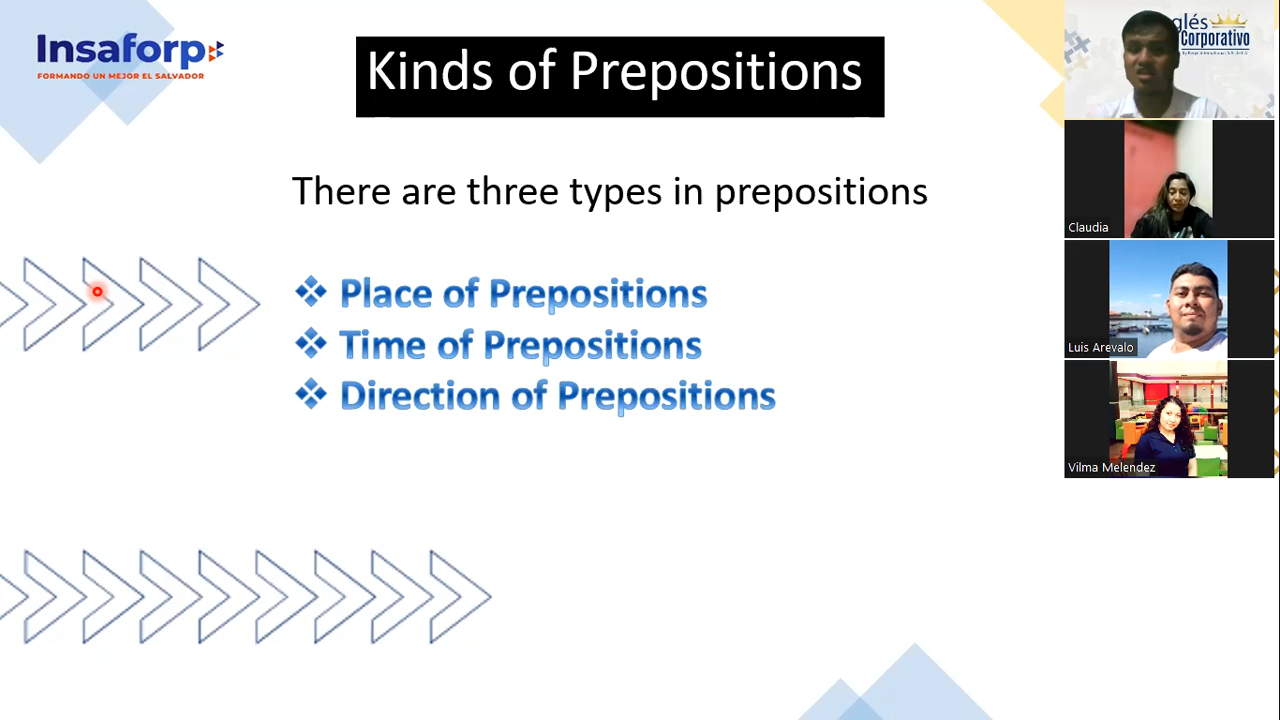 Insaforp
FORMANDO UN MEJOR EL SALVADOR
Kinds of Prepositions
There are three types in prepositions
Place of Prepositions
Time of Prepositions
Direction of Prepositions
glés
Corporativo
Claudia
Luis Arevalo
Vilma Melendez